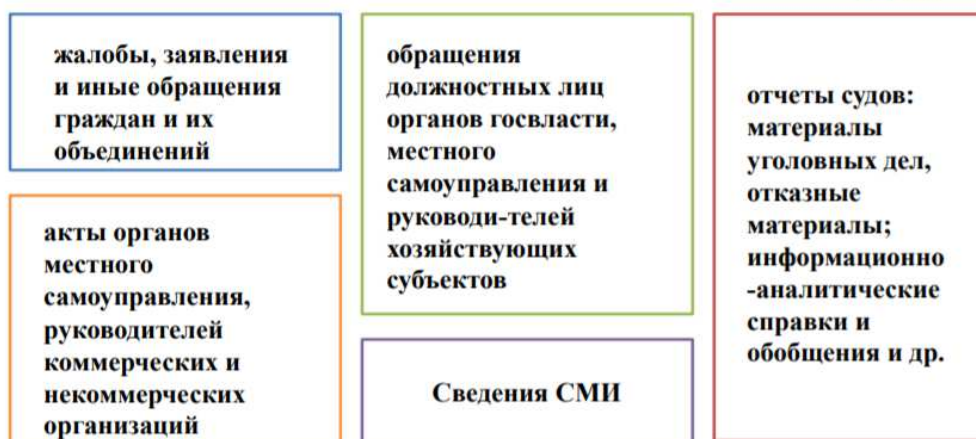 жалобы, заявления
и иные обращения
граждан и их
объединений
акты органов
местного
самоуправления,
руководителей
коммерческих и
некоммерческих
организаций
обращения
должностных лиц
органов госвласти,
местного
самоуправления и
руководи-телей
хозяйствующих
субъектов
Сведения СМИ
отчеты судов:
материалы
уголовных дел,
отказные
материалы;
информационно
-аналитические
справки и
обобщения и др.